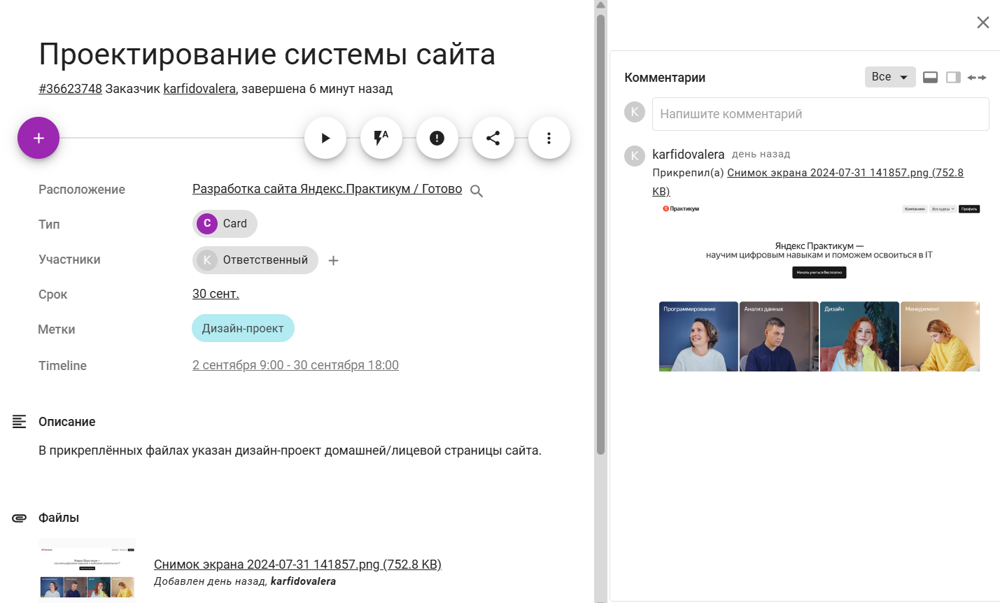 Проектирование системы сайта
#36623748 Заказчик karfidovalera, завершена 6 минут назад
Расположение
Разработка сайта Яндекс.Практикум / Готово
Тип
C Card
Участники
K Ответственный
Срок
30 сент.
Метки
Дизайн-проект
Timeline
2 сентября 9:00 - 30 сентября 18:00
Описание
В прикреплённых файлах указан дизайн-проект домашней/лицевой страницы сайта.
Файлы
Снимок экрана 2024-07-31 141857.png (752.8 KB)
Добавлен день назад, karfidovalera
Комментарии
Все
K Напишите комментарий
K karfidovalera день назад
Прикрепил(а) Снимок экрана 2024-07-31 141857.png (752.8
KB)
Я Практикум
Компаниям Все курсы Профиль
Яндекс Практикум —
научим цифровым навыкам и поможем освоиться в IT
Начать учиться бесплатно
Программирование Анализ данных Дизайн Менеджмент